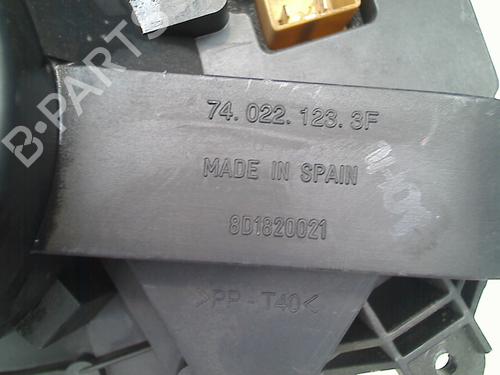 B-PARTS
74.022.123.3F
MADE IN SPAIN
8D1820021
>PP-T40<